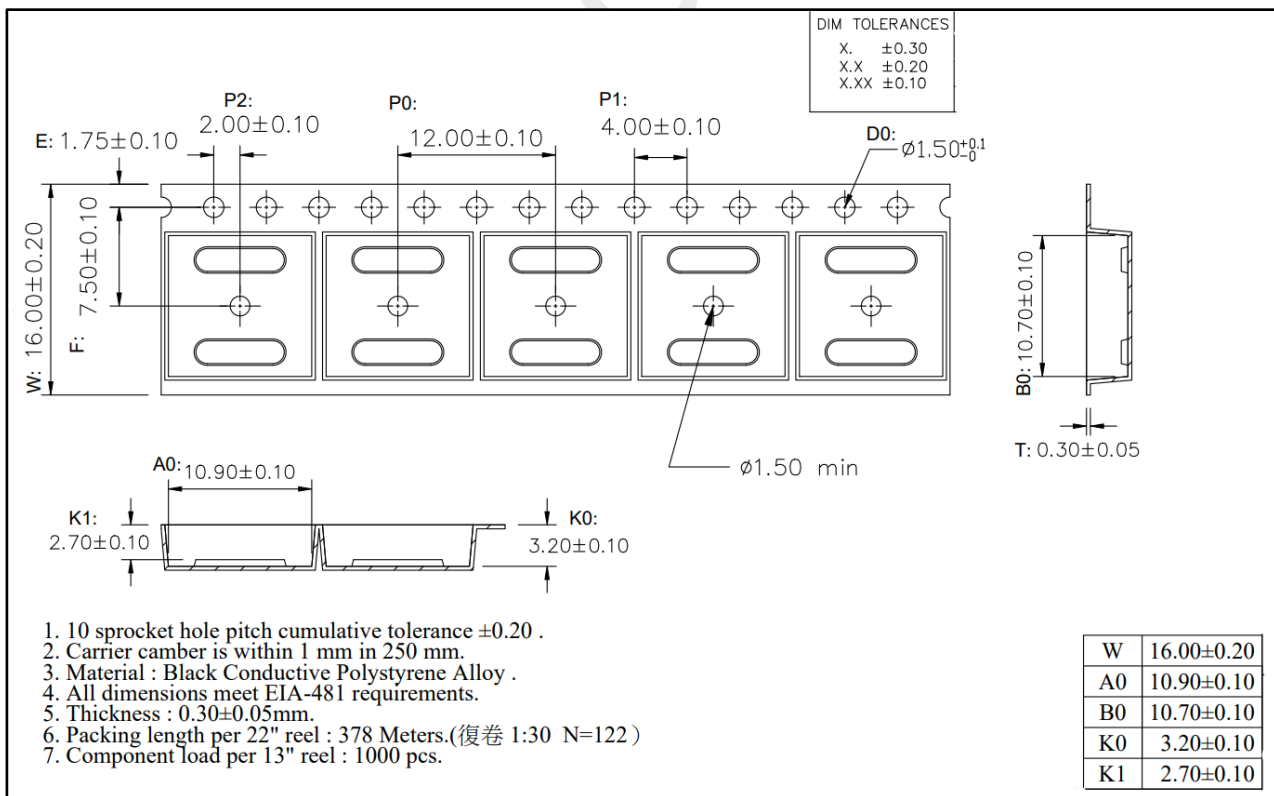 DIM TOLERANCES
X. ±0.30
X.X ±0.20
X.XX ±0.10
P2:
2.00±0.10
P0:
12.00±0.10
P1:
4.00±0.10
D0:
Ø1.50+0.1 -0
E: 1.75±0.10
W: 16.00±0.20
F: 7.50±0.10
B0: 10.70±0.10
T: 0.30±0.05
Ø1.50 min
A0: 10.90±0.10
K1:
2.70±0.10
K0:
3.20±0.10
1. 10 sprocket hole pitch cumulative tolerance ±0.20 .
2. Carrier camber is within 1 mm in 250 mm.
3. Material : Black Conductive Polystyrene Alloy .
4. All dimensions meet EIA-481 requirements.
5. Thickness : 0.30±0.05mm.
6. Packing length per 22" reel : 378 Meters.(復卷 1:30 N=122）
7. Component load per 13" reel : 1000 pcs.
W 16.00±0.20
A0 10.90±0.10
B0 10.70±0.10
K0 3.20±0.10
K1 2.70±0.10